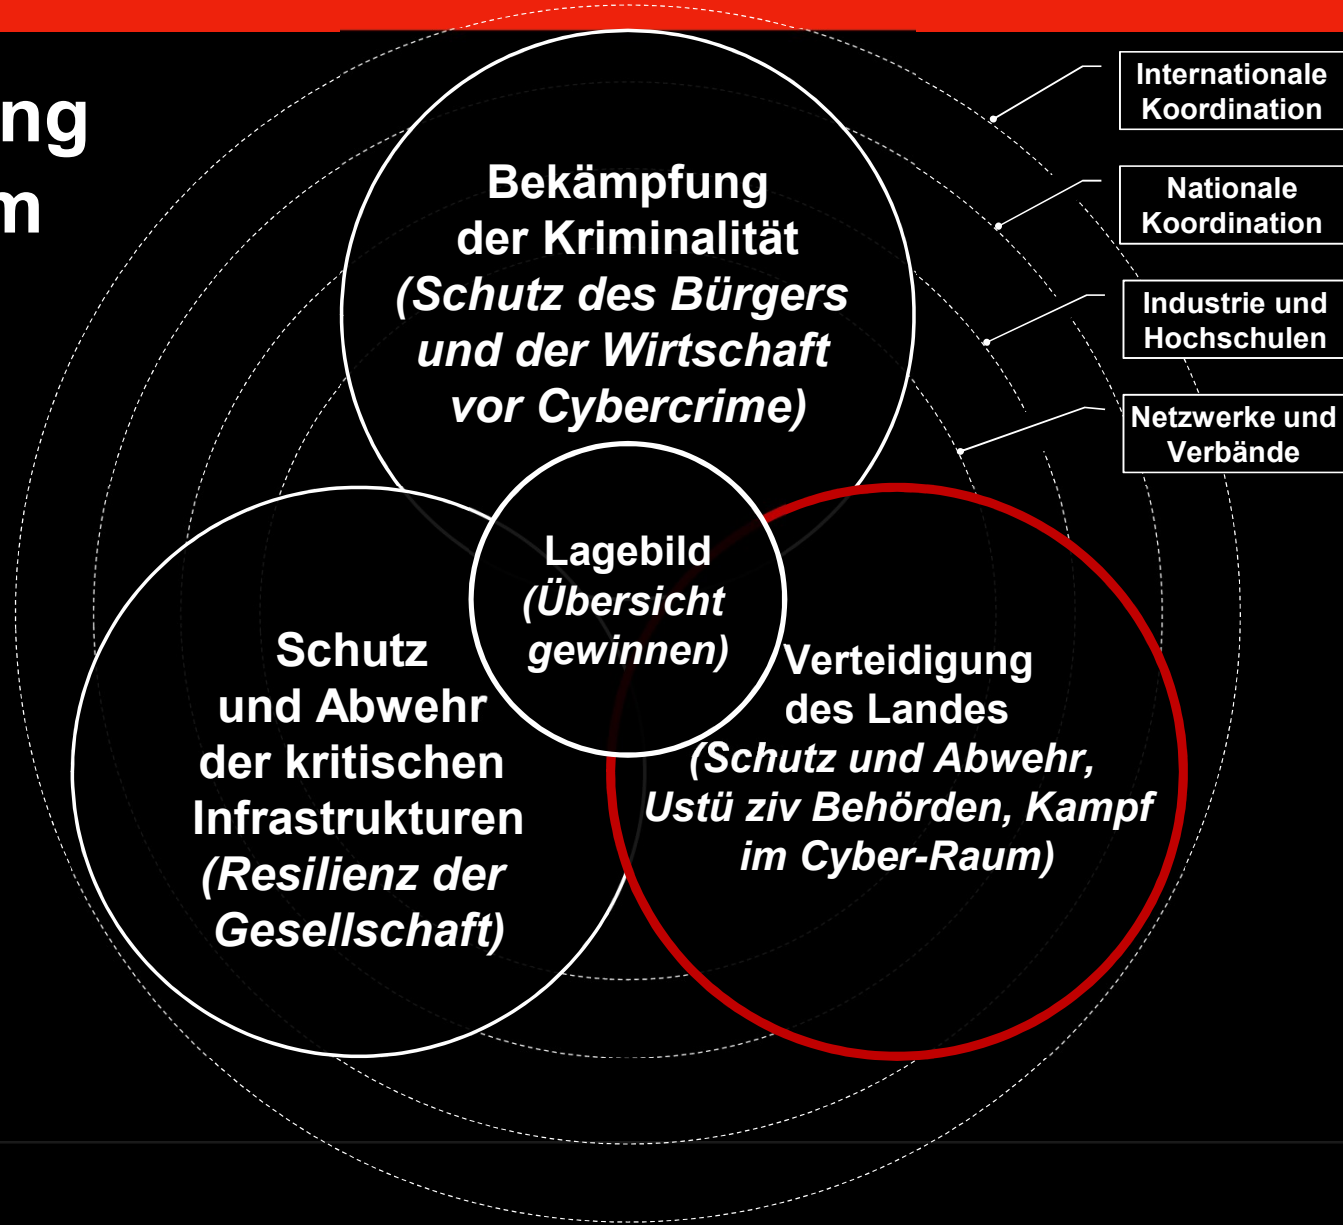 ng
m
Bekämpfung
der Kriminalität
(Schutz des Bürgers
und der Wirtschaft
vor Cybercrime)
Internationale
Koordination
Nationale
Koordination
Industrie und
Hochschulen
Netzwerke und
Verbände
Lagebild
(Übersicht
gewinnen)
Schutz
und Abwehr
der kritischen
Infrastrukturen
(Resilienz der
Gesellschaft)
Verteidigung
des Landes
(Schutz und Abwehr,
Ustü ziv Behörden, Kampf
im Cyber-Raum)